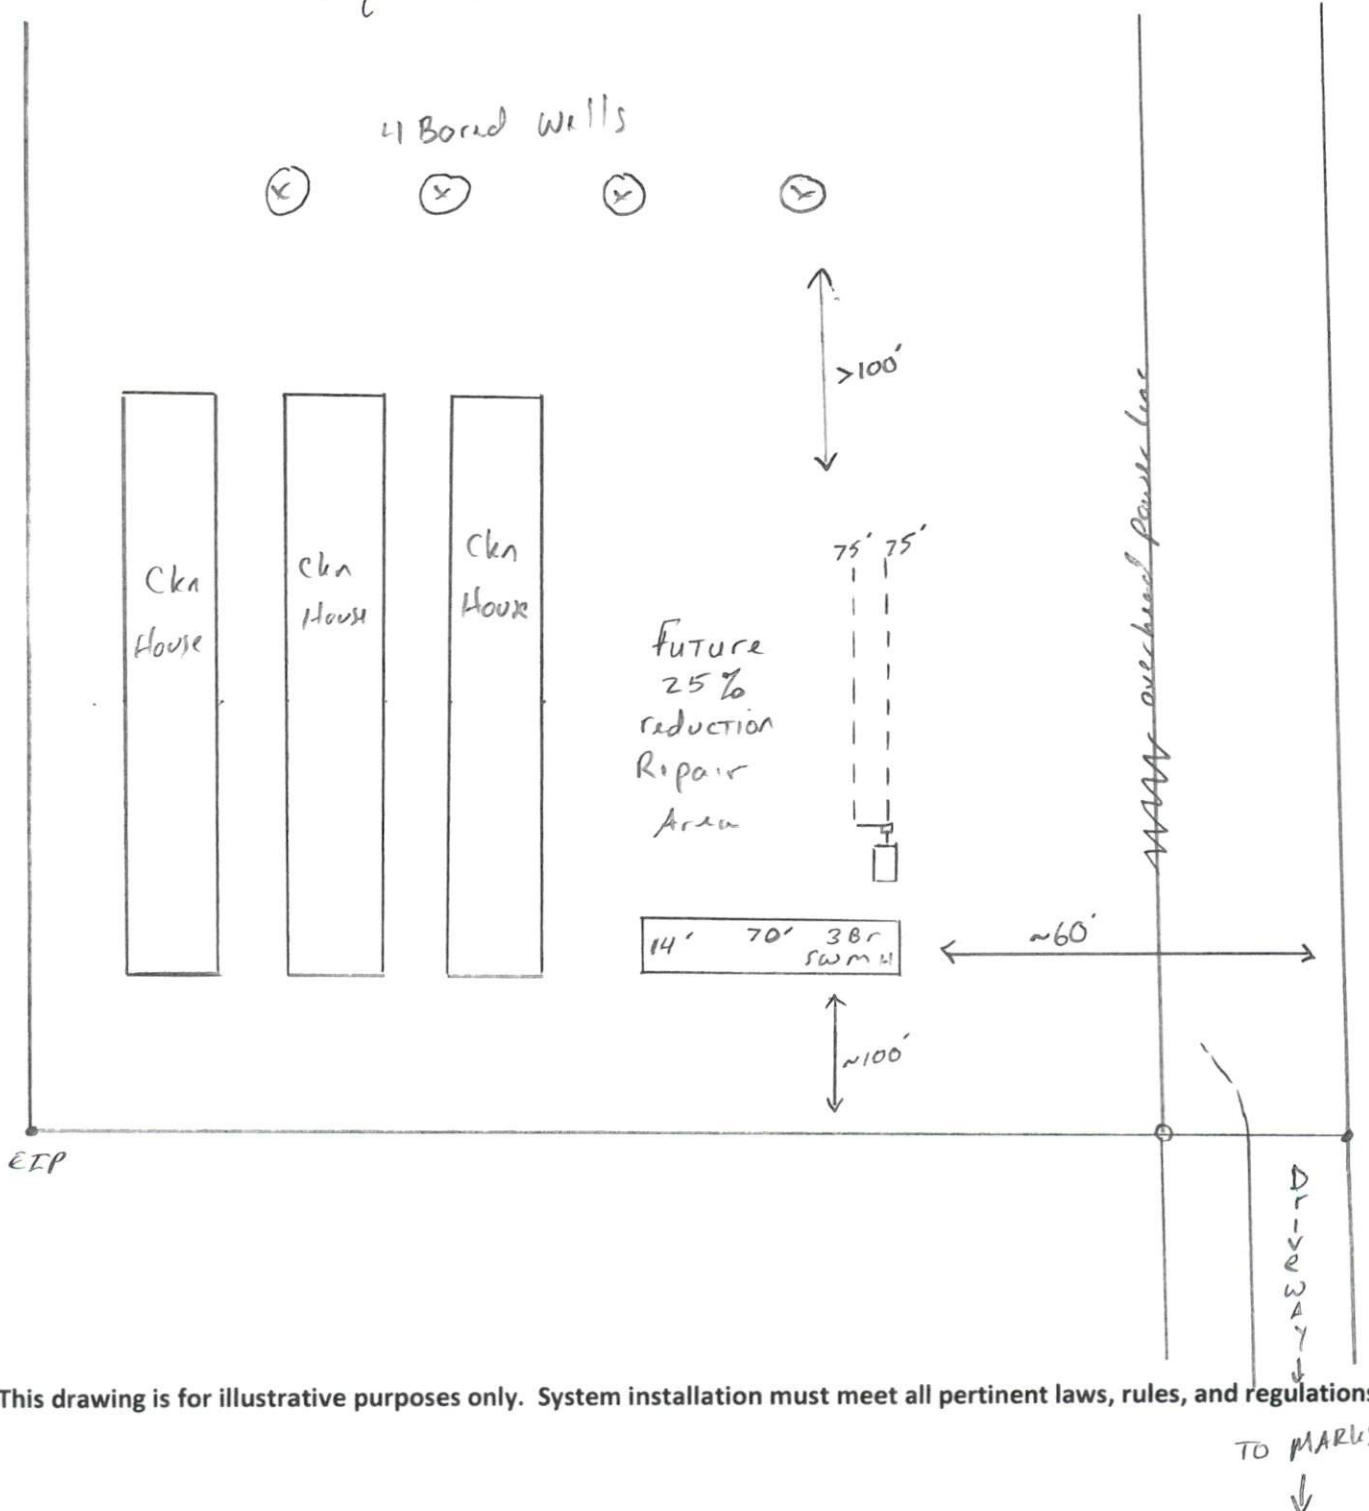 4 Bored Wells
>100'
75' 75'
Ckn
House
Ckn
House
Ckn
House
Future
25%
reduction
Repair
Area
overhead power line
14' 70' 3Br
SWMH
~60'
~100'
EIP
Driveway
This drawing is for illustrative purposes only. System installation must meet all pertinent laws, rules, and regulations
TO MARKS